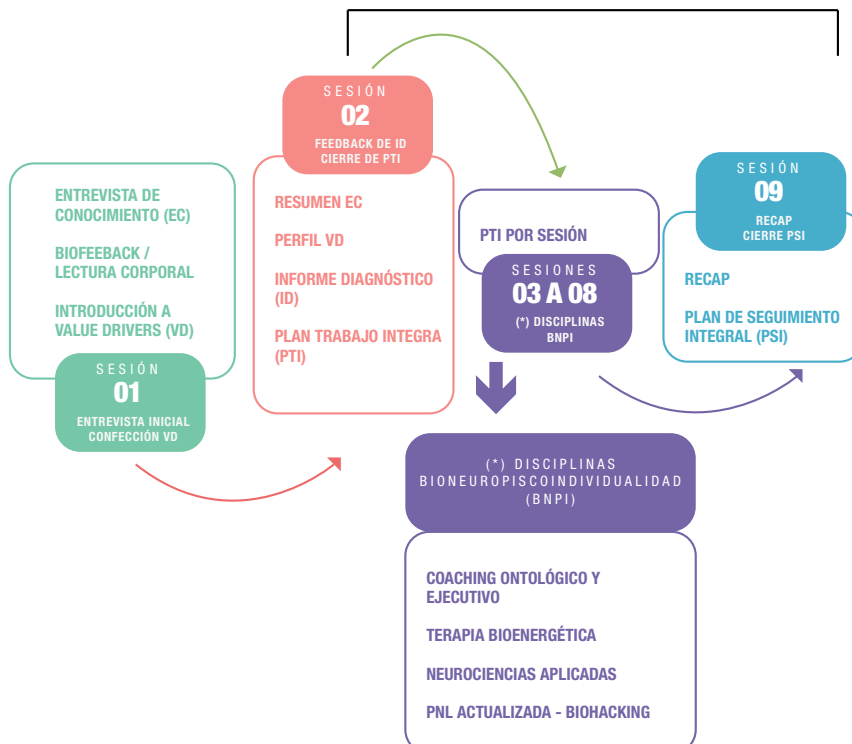 ENTREVISTA DE
CONOCIMIENTO (EC)
BIOFEEBACK /
LECTURA CORPORAL
INTRODUCCIÓN A
VALUE DRIVERS (VD)
SESIÓN
01
ENTREVISTA INICIAL
CONFECCIÓN VD
SESIÓN
02
FEEDBACK DE ID
CIERRE DE PTI
RESUMEN EC
PERFIL VD
INFORME DIAGNÓSTICO
(ID)
PLAN TRABAJO INTEGRA
(PTI)
PTI POR SESIÓN
SESIONES
03 A 08
(*) DISCIPLINAS
BNPI
SESIÓN
09
RECAP
CIERRE PSI
RECAP
PLAN DE SEGUIMIENTO
INTEGRAL (PSI)
(*) DISCIPLINAS
BIONEUROPISCOINDIVIDUALIDAD
(BNPI)
COACHING ONTOLÓGICO Y
EJECUTIVO
TERAPIA BIOENERGÉTICA
NEUROCIENCIAS APLICADAS
PNL ACTUALIZADA - BIOHACKING